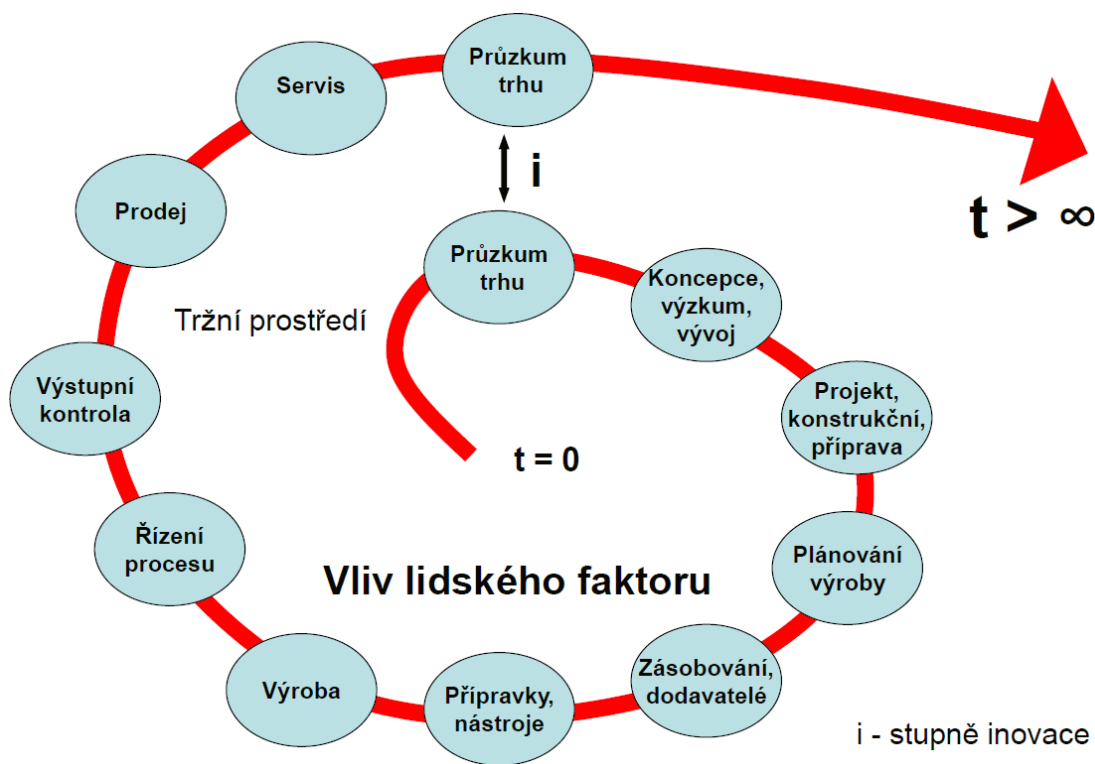 Průzkum
trhu
Servis
i
t > ∞
Prodej
Průzkum
trhu
Koncepce,
výzkum,
vývoj
Tržní prostředí
Výstupní
kontrola
Projekt,
konstrukční,
příprava
t = 0
Řízení
procesu
Vliv lidského faktoru
Plánování
výroby
Výroba
Přípravky,
nástroje
Zásobování,
dodavatelé
i - stupně inovace